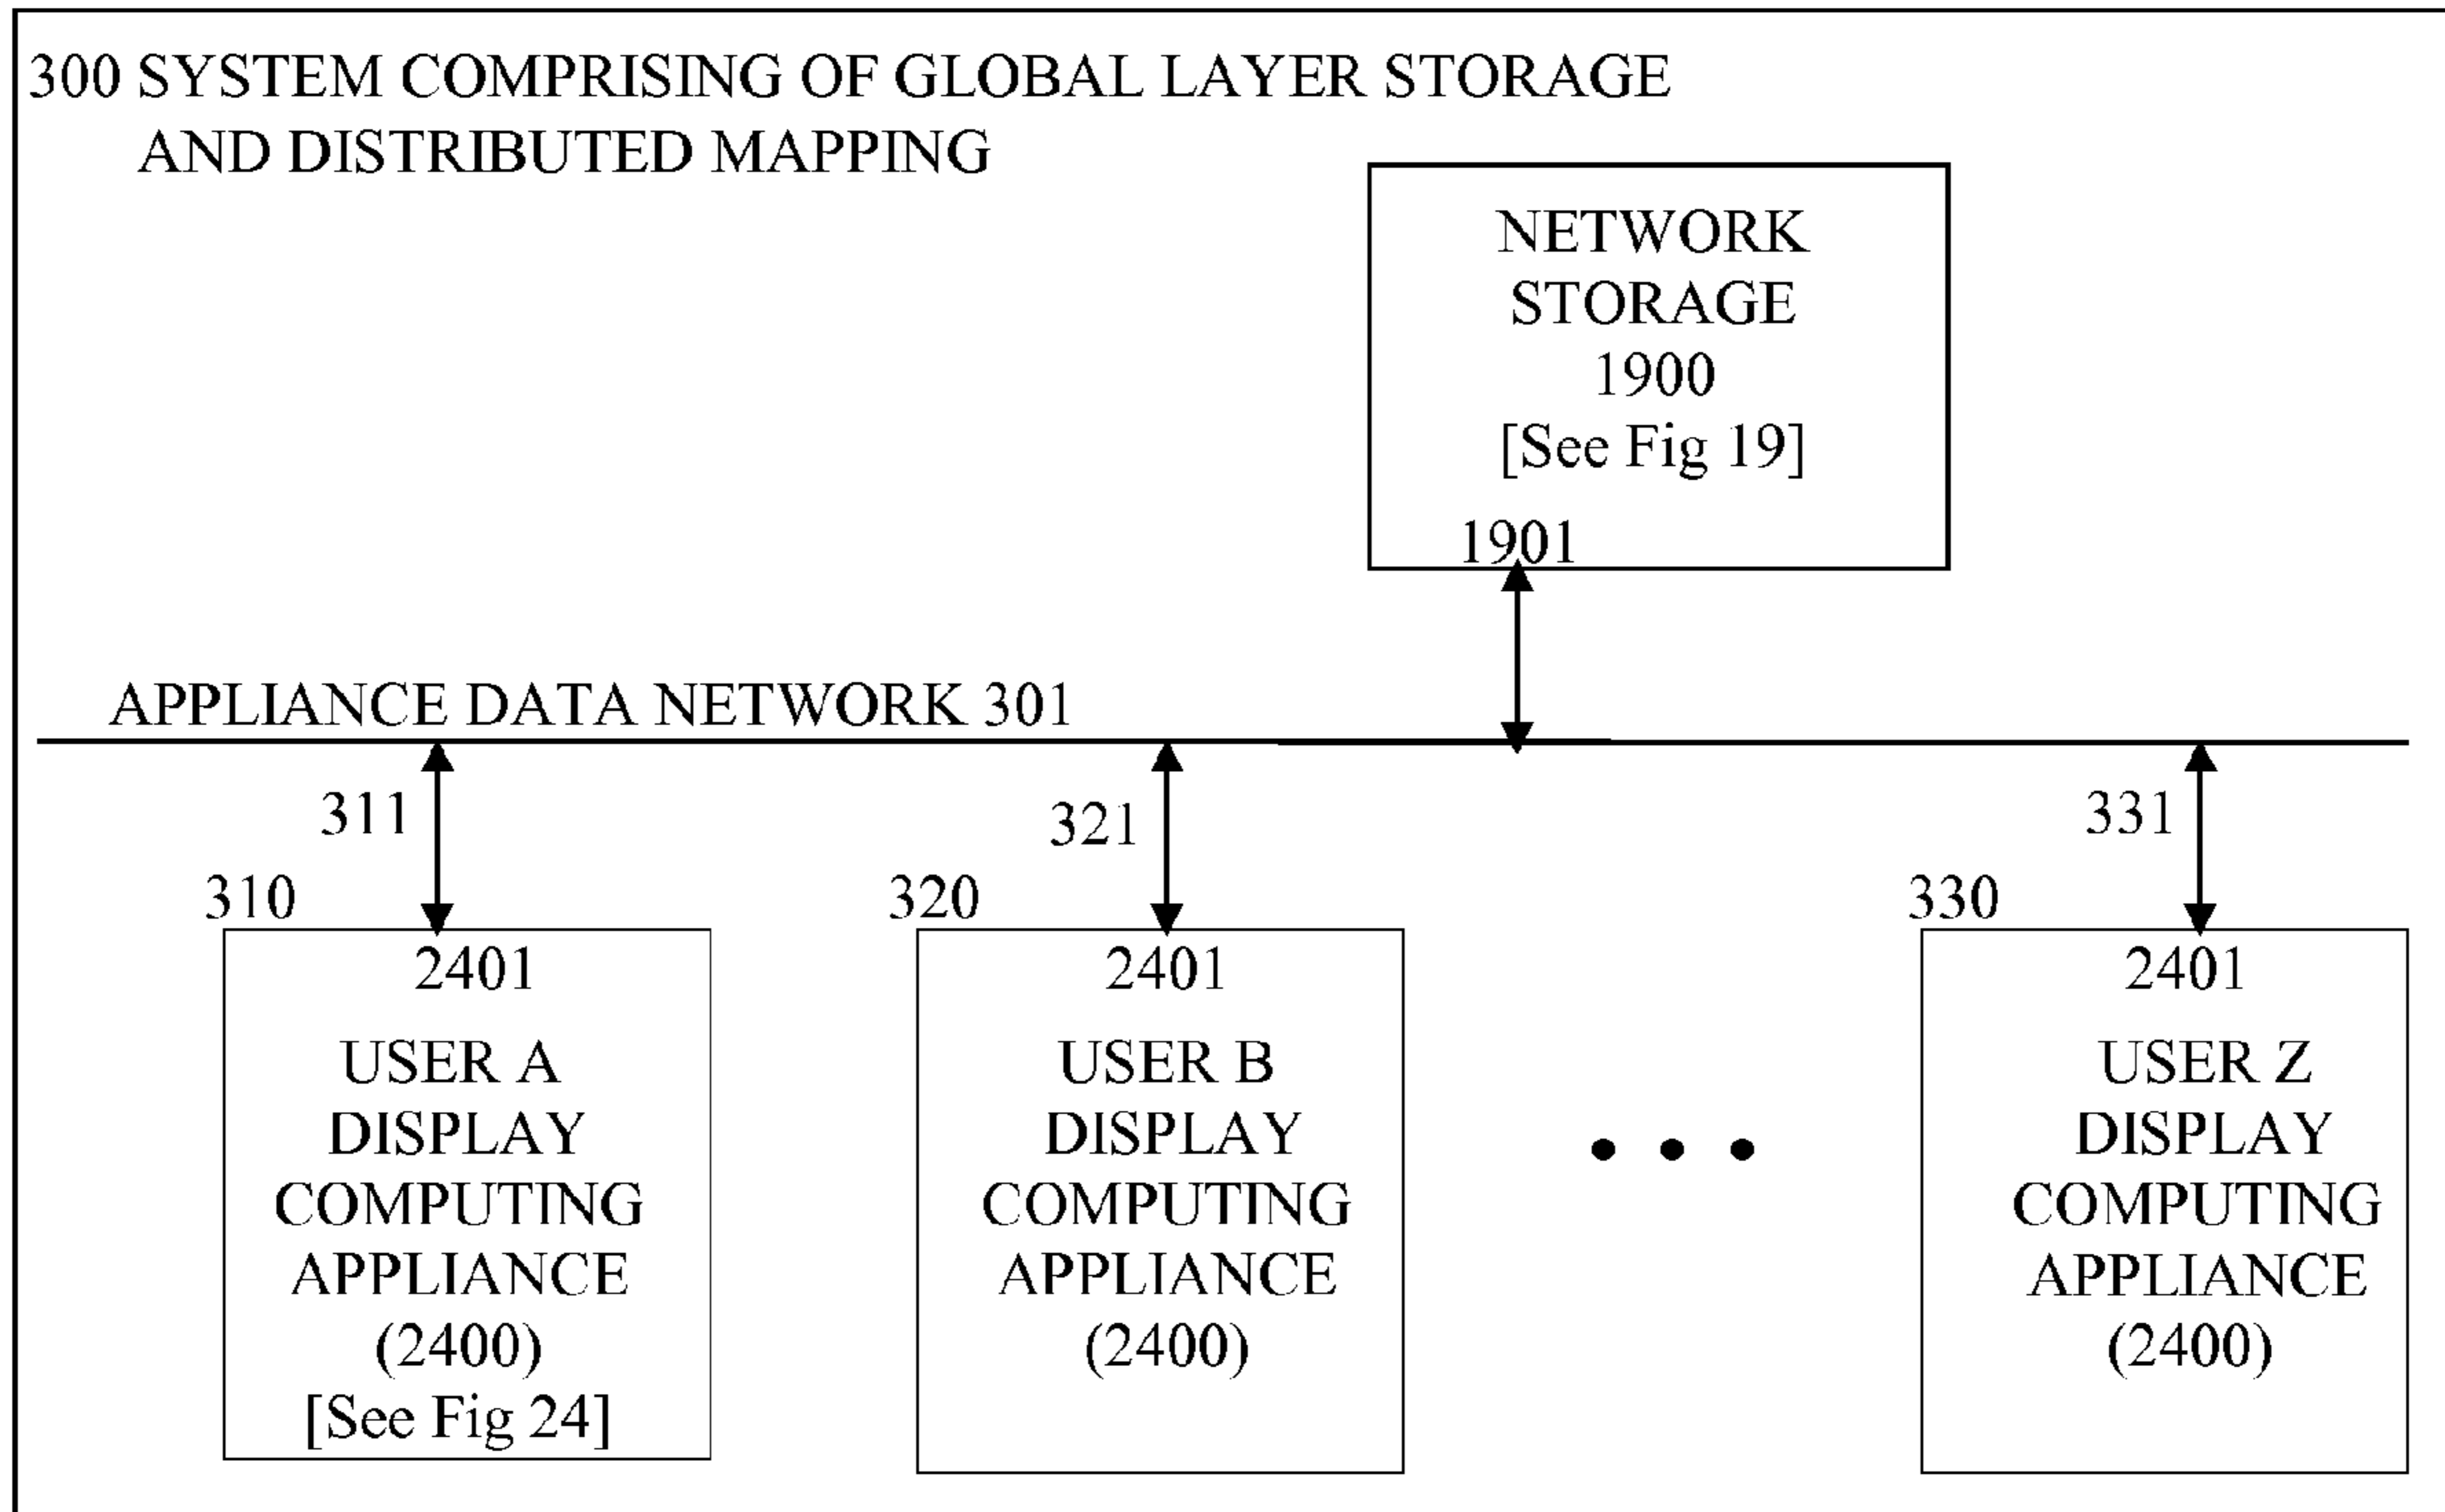 300 SYSTEM COMPRISING OF GLOBAL LAYER STORAGE
AND DISTRIBUTED MAPPING
NETWORK
STORAGE
1900
[See Fig 19]
1901
APPLIANCE DATA NETWORK 301
311
321
331
310
320
330
2401
USER A
DISPLAY
COMPUTING
APPLIANCE
(2400)
[See Fig 24]
2401
USER B
DISPLAY
COMPUTING
APPLIANCE
(2400)
• • •
2401
USER Z
DISPLAY
COMPUTING
APPLIANCE
(2400)